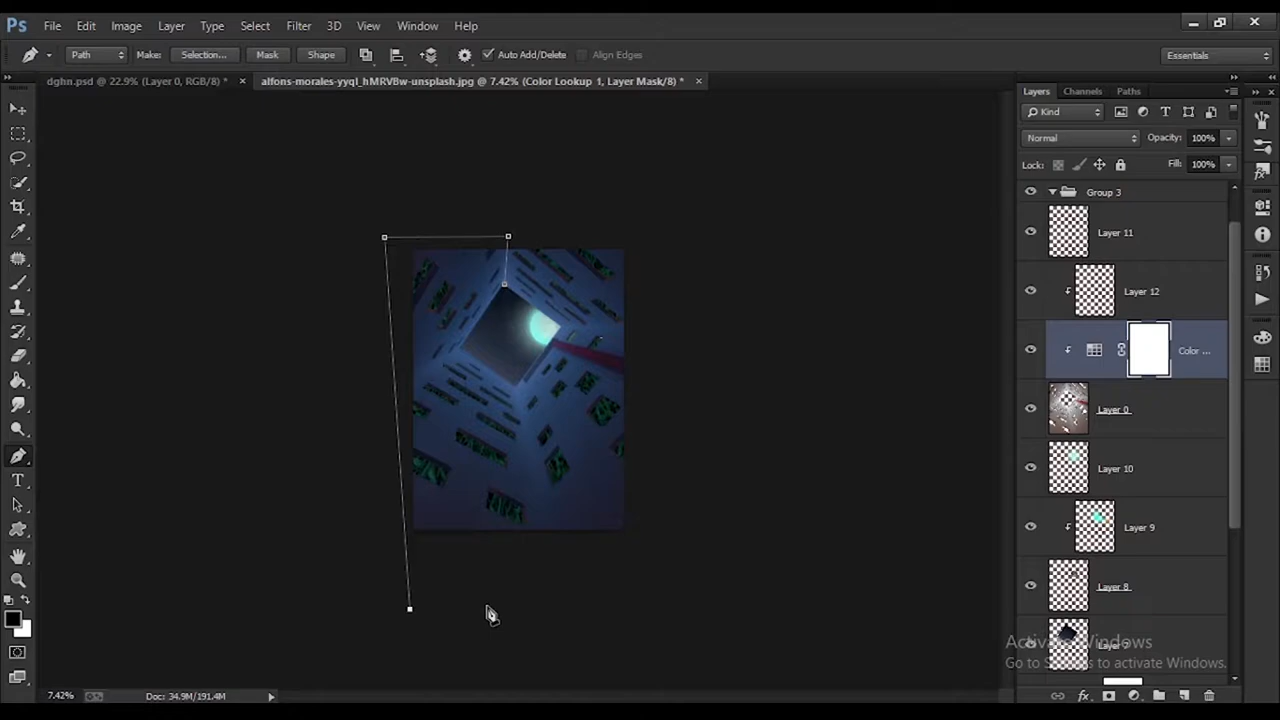 Ps File Edit Image Layer Type Select Filter 3D View Window Help
Path Make: Selection... Mask Shape Auto Add/Delete Align Edges Essentials
dghn.psd @ 22.9% (Layer 0, RGB/8) * alfons-morales-yyqI_hMRVBw-unsplash.jpg @ 7.42% (Color Lookup 1, Layer Mask/8) *
Layers Channels Paths
Kind
Normal Opacity: 100%
Lock: Fill: 100%
Group 3
Layer 11
Layer 12
Color ...
Layer 0
Layer 10
Layer 9
Layer 8
Activate Windows
Go to Settings to activate Windows.
7.42% Doc: 34.9M/191.4M